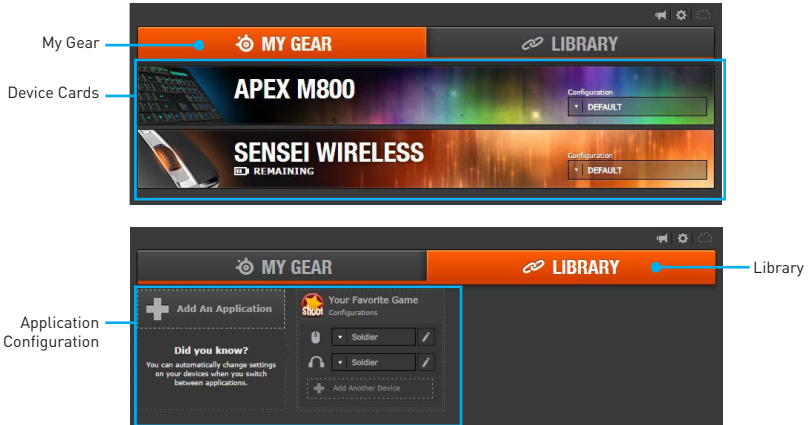 My Gear
MY GEAR
LIBRARY
Device Cards
APEX M800
Configuration
DEFAULT
SENSEI WIRELESS
REMAINING
Configuration
DEFAULT
MY GEAR
LIBRARY
Library
Application
Configuration
Add An Application
Did you know?
You can automatically change settings
on your devices when you switch
between applications.
shoot
Your Favorite Game
Configurations
Soldier
Soldier
Add Another Device